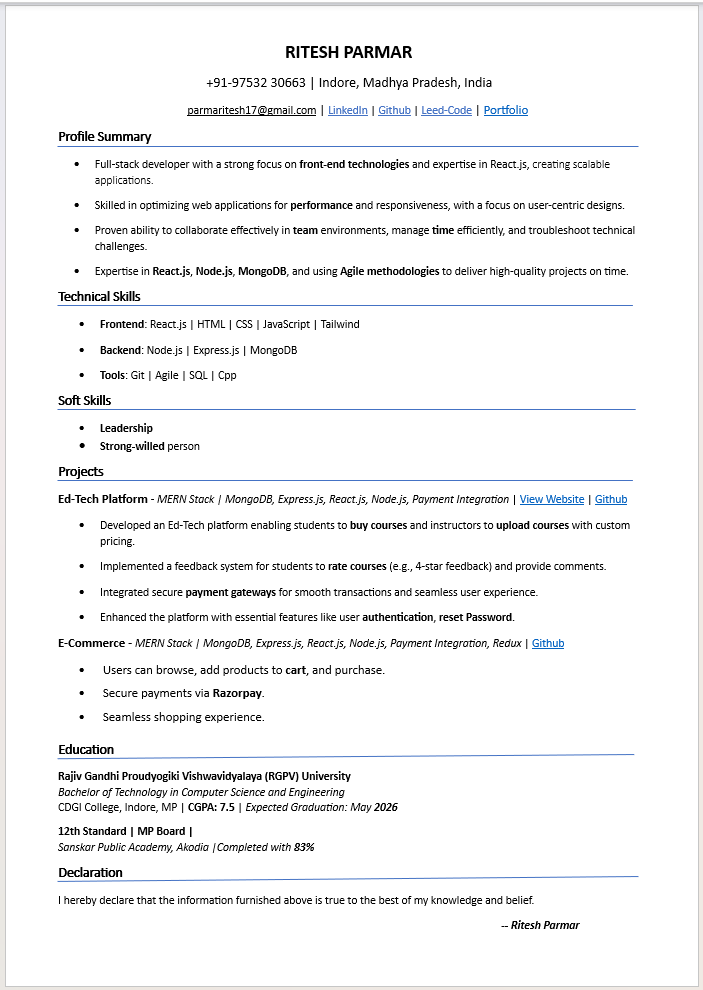 RITESH PARMAR
+91-97532 30663 | Indore, Madhya Pradesh, India
parmaritesh17@gmail.com | LinkedIn | Github | Leed-Code | Portfolio
Profile Summary
• Full-stack developer with a strong focus on front-end technologies and expertise in React.js, creating scalable
applications.
• Skilled in optimizing web applications for performance and responsiveness, with a focus on user-centric designs.
• Proven ability to collaborate effectively in team environments, manage time efficiently, and troubleshoot technical
challenges.
• Expertise in React.js, Node.js, MongoDB, and using Agile methodologies to deliver high-quality projects on time.
Technical Skills
• Frontend: React.js | HTML | CSS | JavaScript | Tailwind
• Backend: Node.js | Express.js | MongoDB
• Tools: Git | Agile | SQL | Cpp
Soft Skills
• Leadership
• Strong-willed person
Projects
Ed-Tech Platform - MERN Stack | MongoDB, Express.js, React.js, Node.js, Payment Integration | View Website | Github
• Developed an Ed-Tech platform enabling students to buy courses and instructors to upload courses with custom
pricing.
• Implemented a feedback system for students to rate courses (e.g., 4-star feedback) and provide comments.
• Integrated secure payment gateways for smooth transactions and seamless user experience.
• Enhanced the platform with essential features like user authentication, reset Password.
E-Commerce - MERN Stack | MongoDB, Express.js, React.js, Node.js, Payment Integration, Redux | Github
• Users can browse, add products to cart, and purchase.
• Secure payments via Razorpay.
• Seamless shopping experience.
Education
Rajiv Gandhi Proudyogiki Vishwavidyalaya (RGPV) University
Bachelor of Technology in Computer Science and Engineering
CDGI College, Indore, MP | CGPA: 7.5 | Expected Graduation: May 2026
12th Standard | MP Board |
Sanskar Public Academy, Akodia |Completed with 83%
Declaration
I hereby declare that the information furnished above is true to the best of my knowledge and belief.
-- Ritesh Parmar